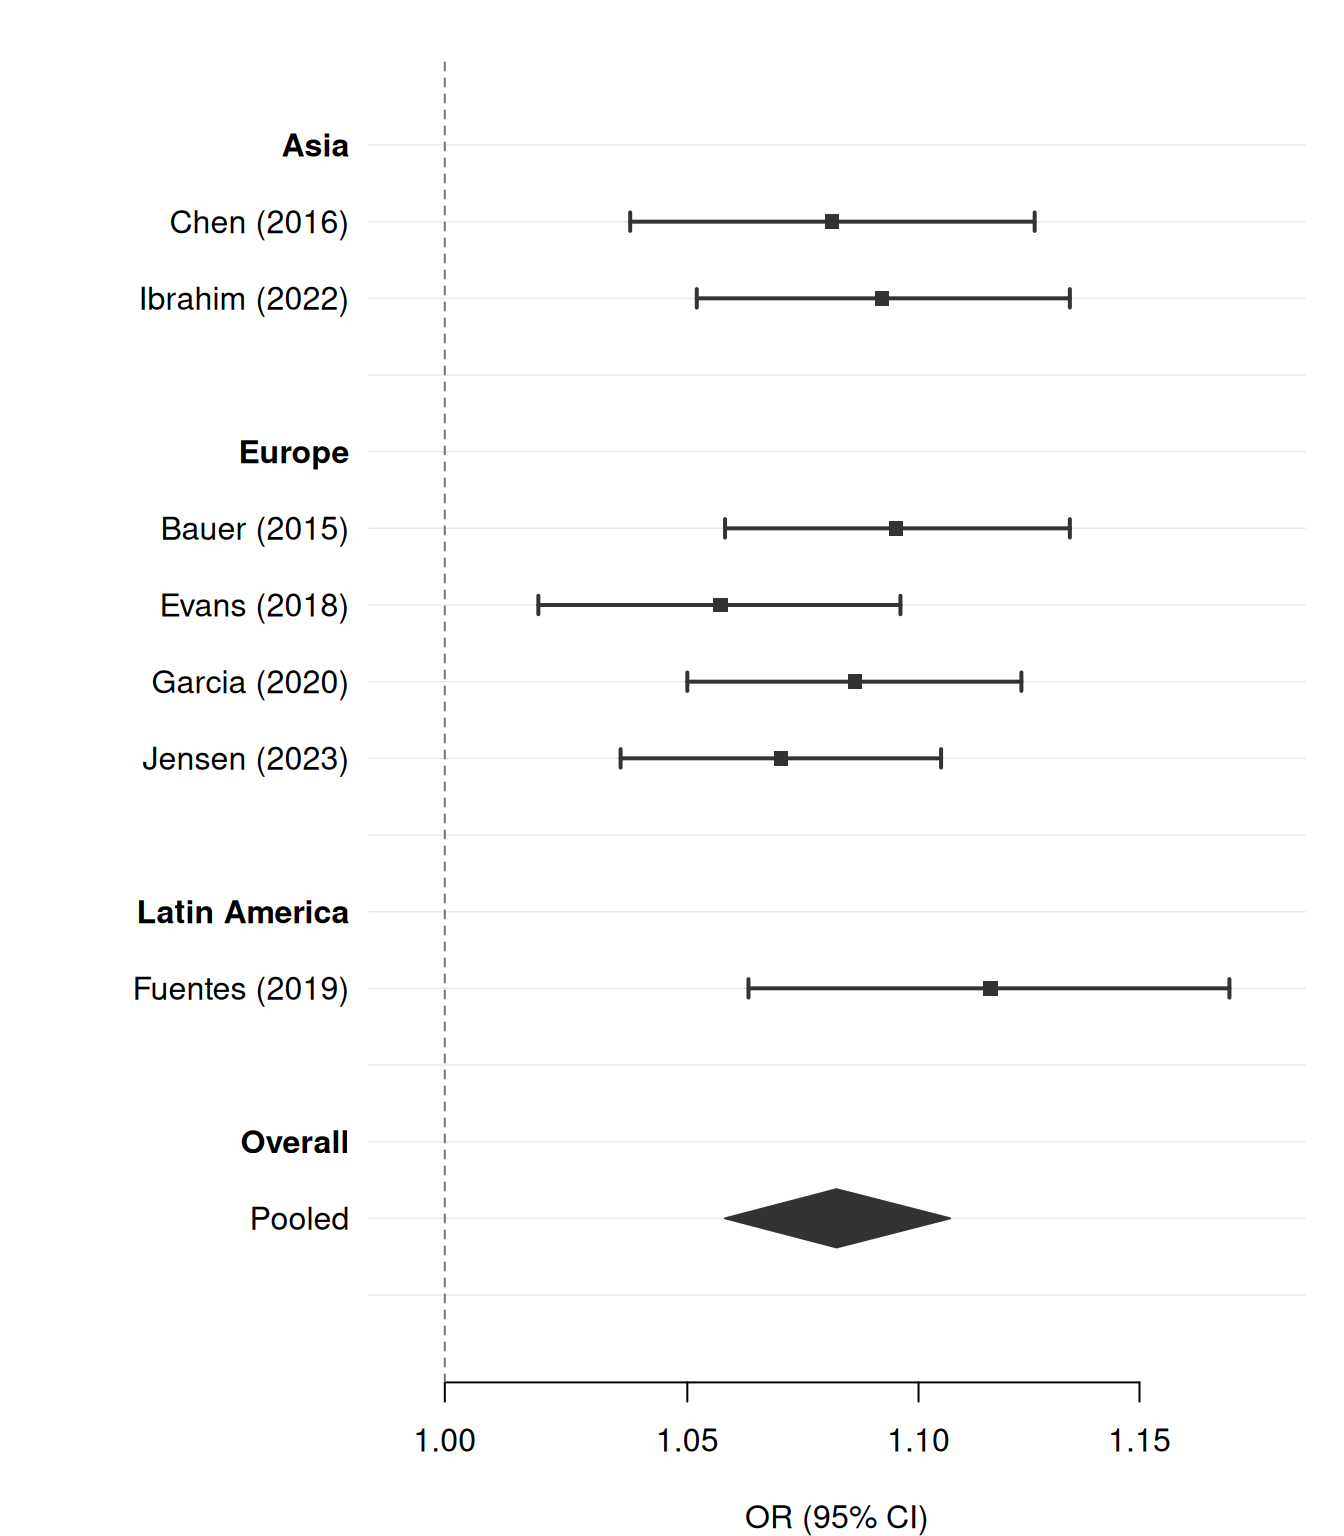 Asia
Chen (2016)
Ibrahim (2022)
Europe
Bauer (2015)
Evans (2018)
Garcia (2020)
Jensen (2023)
Latin America
Fuentes (2019)
Overall
Pooled
1.00 1.05 1.10 1.15
OR (95% CI)